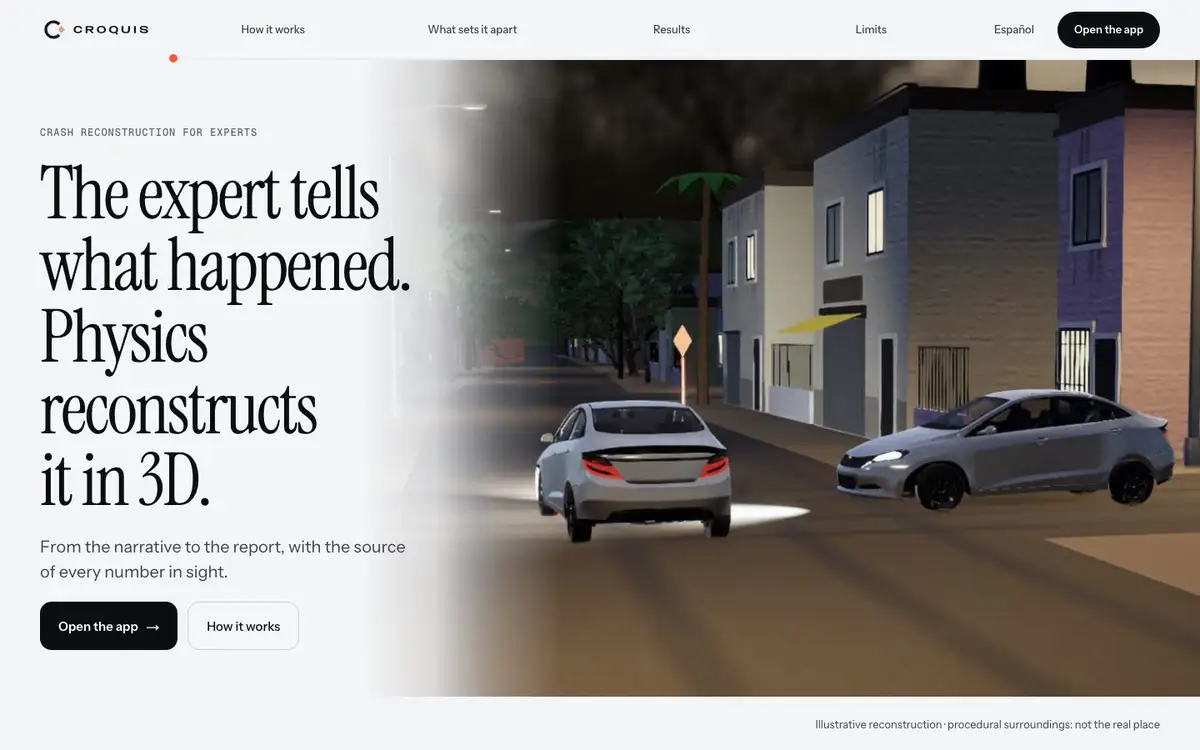 CROQUIS
How it works
What sets it apart
Results
Limits
Español
Open the app
CRASH RECONSTRUCTION FOR EXPERTS
The expert tells
what happened.
Physics
reconstructs
it in 3D.
From the narrative to the report, with the source
of every number in sight.
Open the app →
How it works
Illustrative reconstruction · procedural surroundings: not the real place